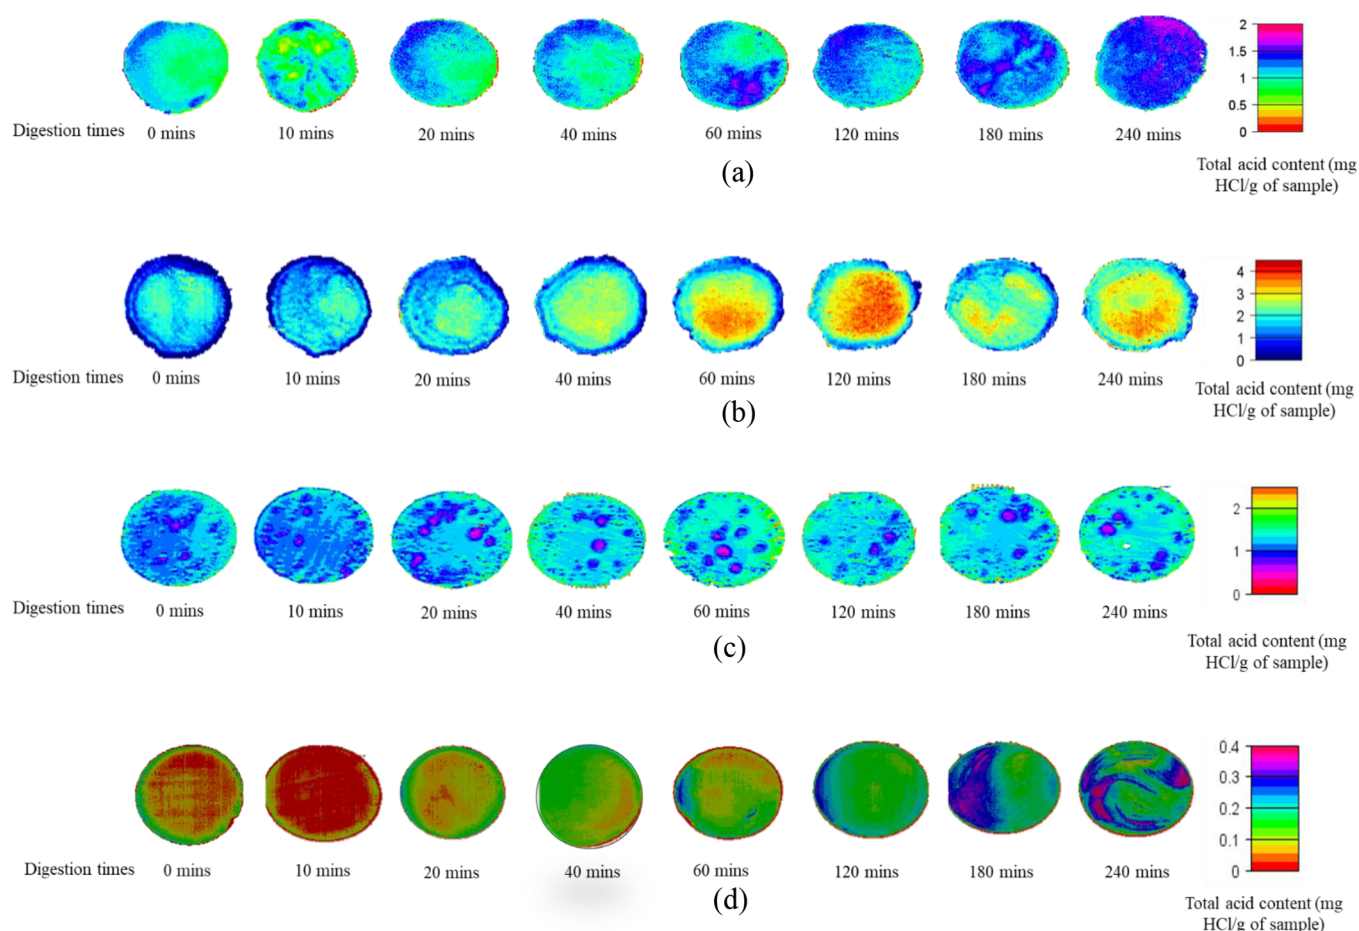 2
1.5
1
0.5
0
Digestion times 0 mins 10 mins 20 mins 40 mins 60 mins 120 mins 180 mins 240 mins
(a)
Total acid content (mg
HCl/g of sample)
4
3
2
1
0
Digestion times 0 mins 10 mins 20 mins 40 mins 60 mins 120 mins 180 mins 240 mins
(b)
Total acid content (mg
HCl/g of sample)
2
1
0
Digestion times 0 mins 10 mins 20 mins 40 mins 60 mins 120 mins 180 mins 240 mins
(c)
Total acid content (mg
HCl/g of sample)
0.4
0.3
0.2
0.1
0
Digestion times 0 mins 10 mins 20 mins 40 mins 60 mins 120 mins 180 mins 240 mins
(d)
Total acid content (mg
HCl/g of sample)